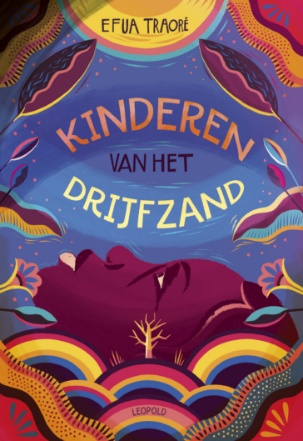 EFUA TRAORÉ
KINDEREN
VAN HET
DRIJFZAND
LEOPOLD